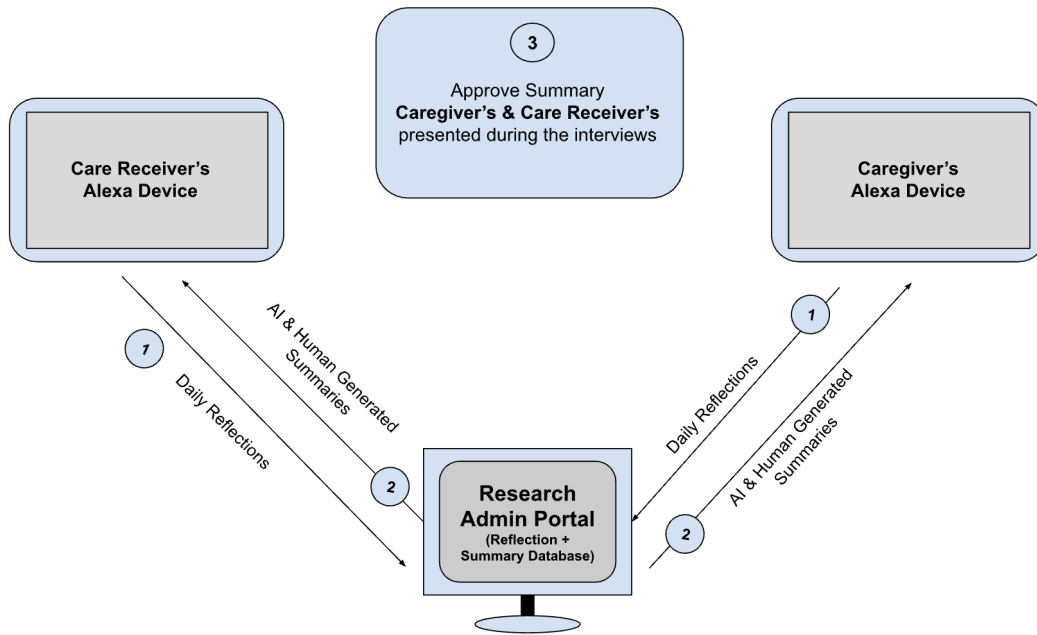 3
Approve Summary
Caregiver's & Care Receiver's
presented during the interviews
Care Receiver's
Alexa Device
Caregiver's
Alexa Device
1
Daily Reflections
AI & Human Generated
Summaries
2
1
Daily Reflections
AI & Human Generated
Summaries
2
Research
Admin Portal
(Reflection +
Summary Database)